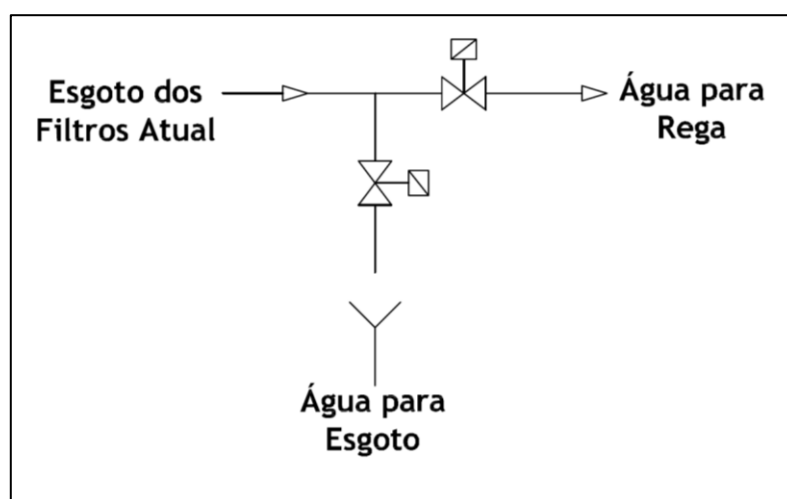 Esgoto dos
Filtros Atual
Água para
Rega
Água para
Esgoto